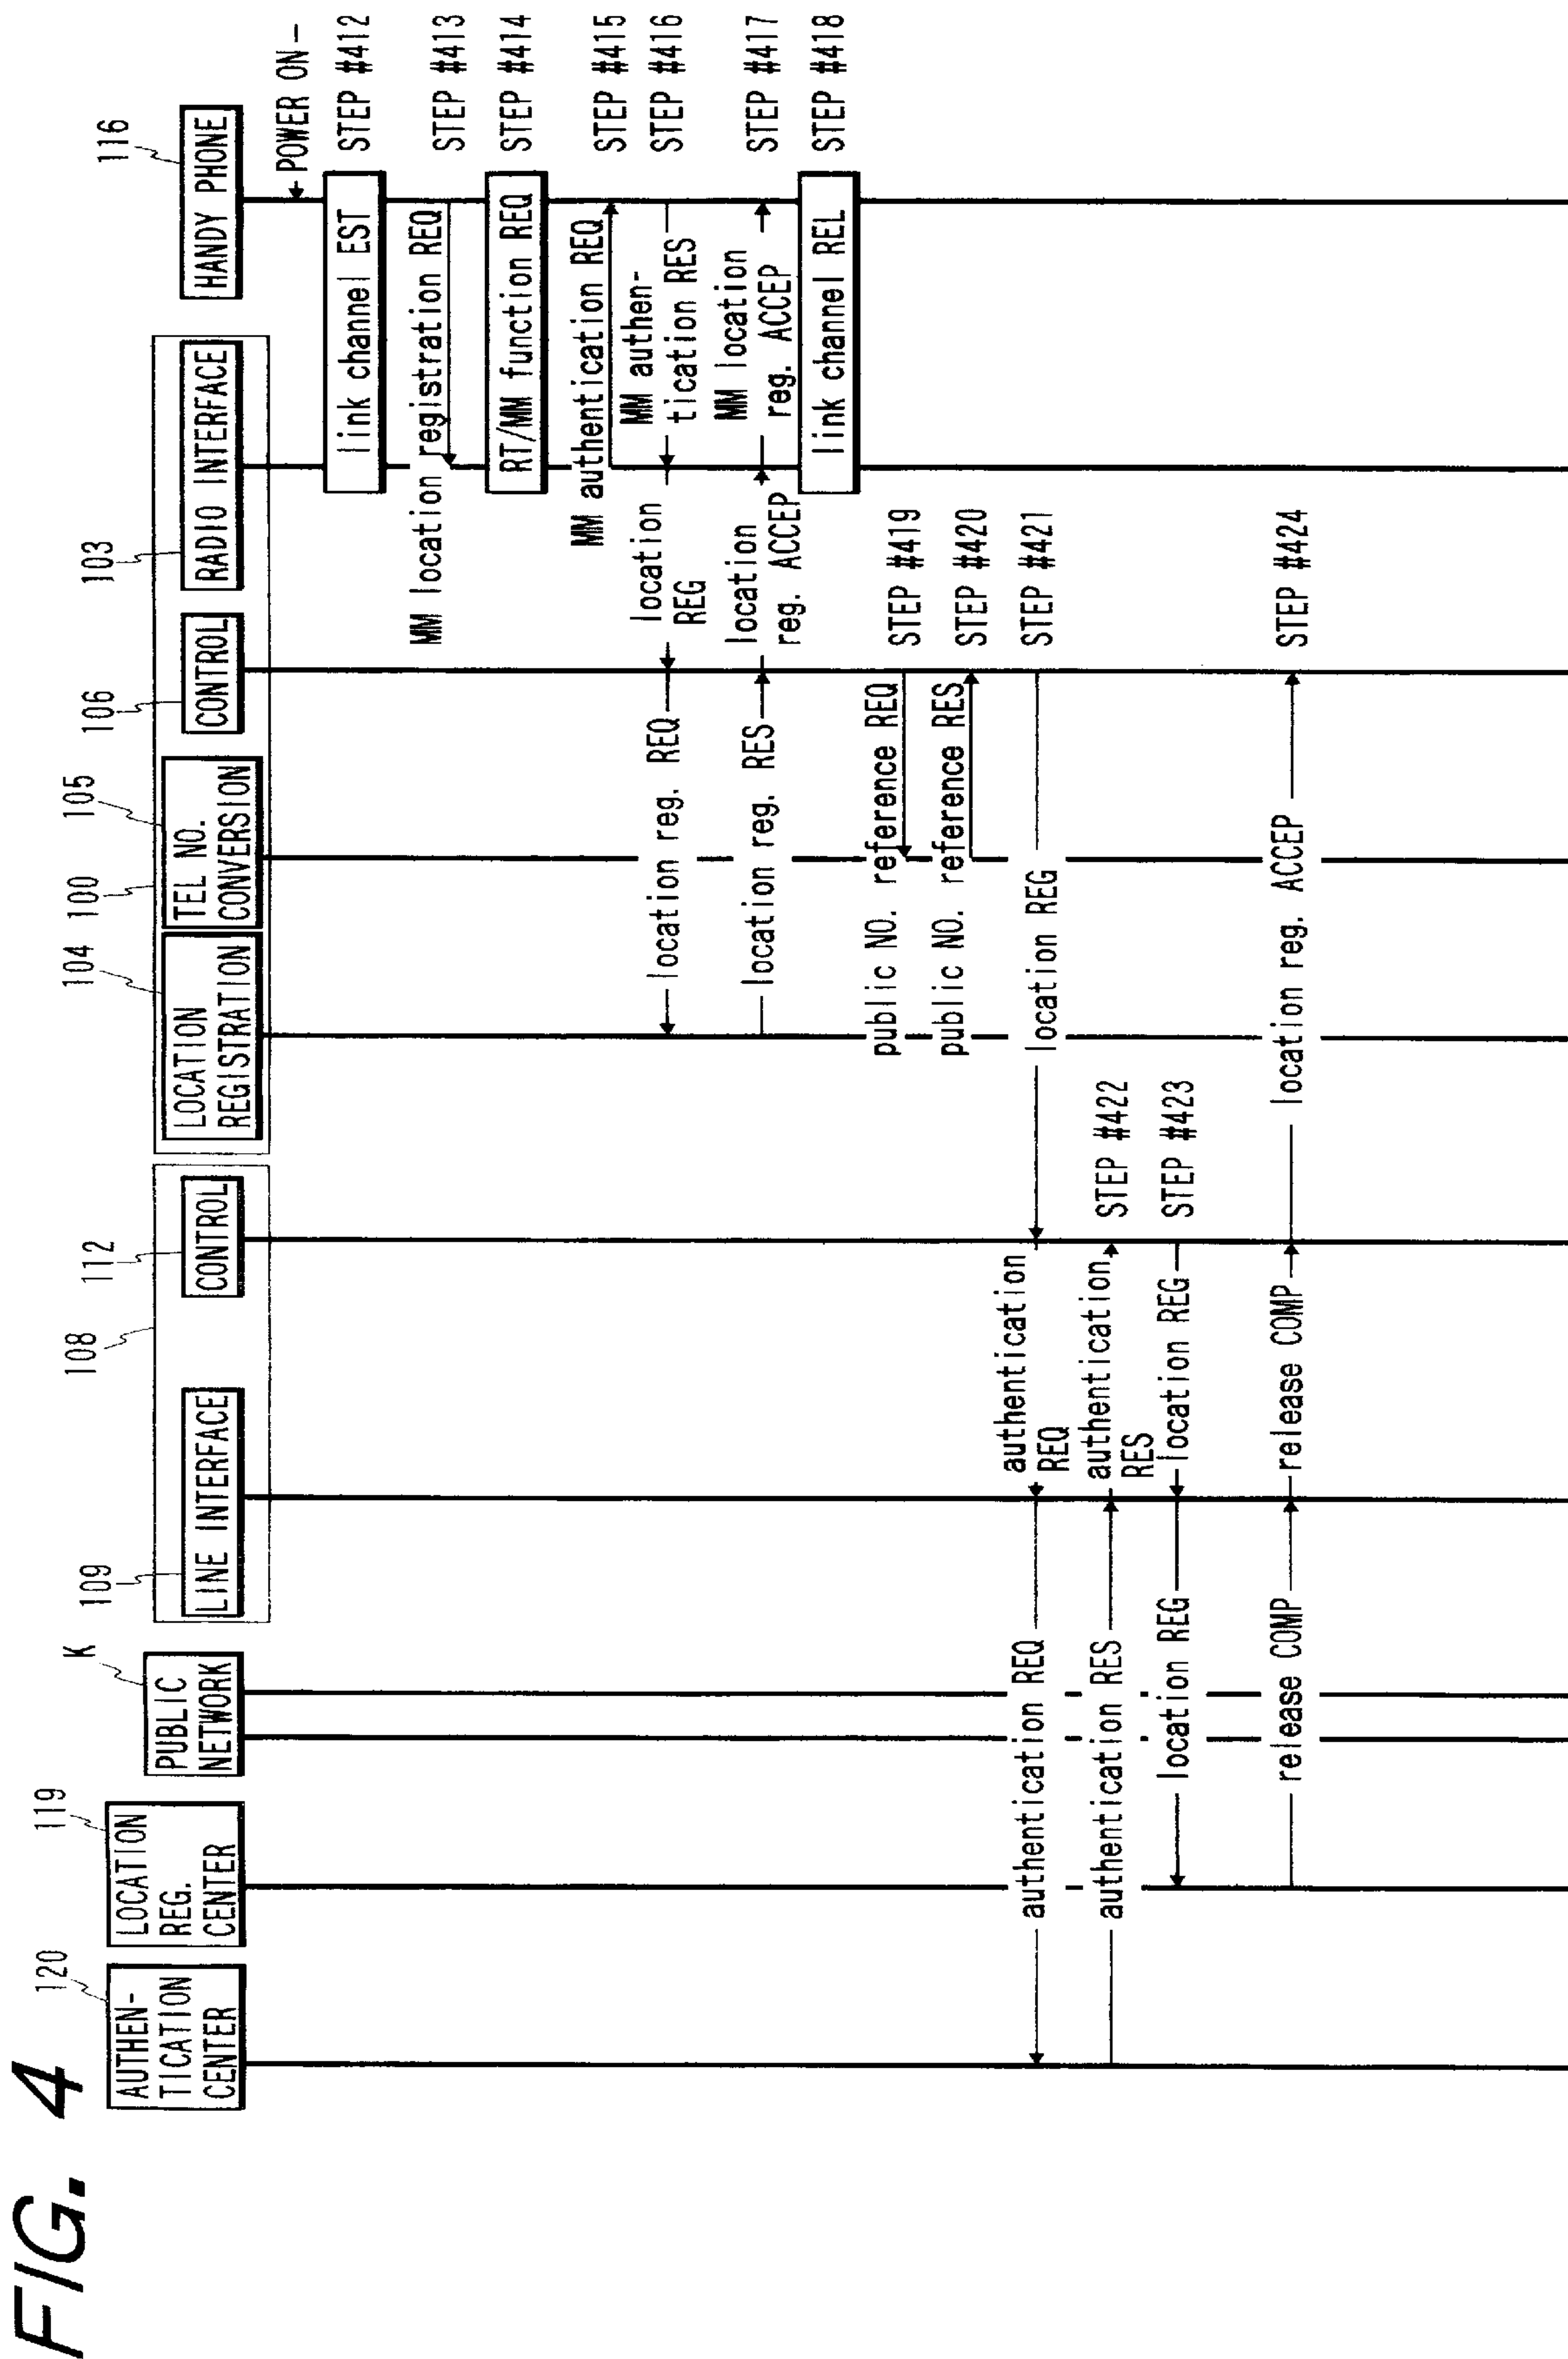 FIG. 4
120
119
K
109
108
112
104
100
105
106
103
116
AUTHEN-
TICATION
CENTER
LOCATION
REG.
CENTER
PUBLIC
NETWORK
LINE INTERFACE
CONTROL
LOCATION
REGISTRATION
TEL NO.
CONVERSION
CONTROL
RADIO INTERFACE
HANDY PHONE
POWER ON
link channel EST
STEP #412
MM location registration REQ
STEP #413
RT/MM function REQ
STEP #414
MM authentication REQ
STEP #415
location reg. REQ
location
REG
MM authen-
tication RES
STEP #416
location reg. RES
location
reg. ACCEP
MM location
reg. ACCEP
STEP #417
link channel REL
STEP #418
public NO. reference REQ
STEP #419
public NO. reference RES
STEP #420
authentication REQ
authentication
REQ
location REG
STEP #421
authentication RES
authentication
RES
STEP #422
location REG
location REG
STEP #423
release COMP
release COMP
location reg. ACCEP
STEP #424